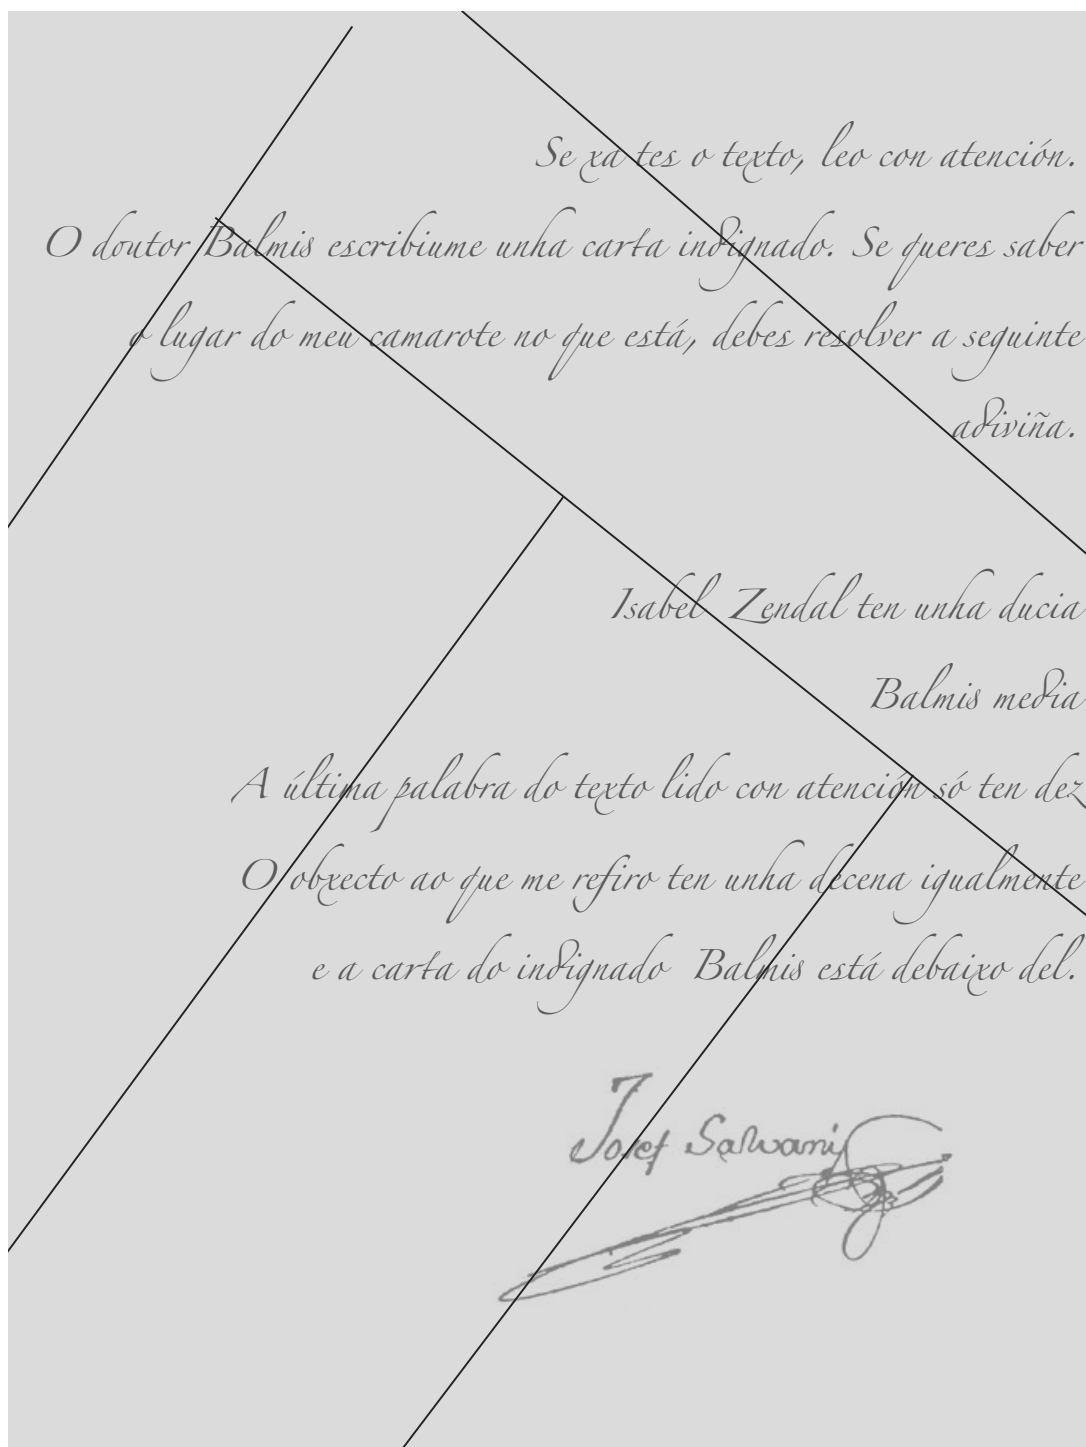 Se xa tes o texto, leo con atención.
O doutor Balmis escribiume unha carta indignado. Se queres saber
o lugar do meu camarote no que está, debes resolver a seguinte
adiviña.
Isabel Zendal ten unha ducia
Balmis media
A última palabra do texto lido con atención só ten dez
O obxecto ao que me refiro ten unha decena igualmente
e a carta do indignado Balmis está debaixo del.
Josef Salvani